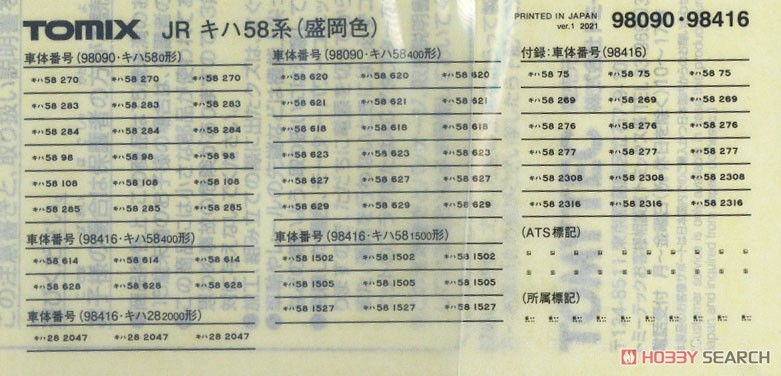 TOMIX JR キハ58系(盛岡色)
PRINTED IN JAPAN
ver.1 2021
98090・98416
車体番号(98090・キハ580形)
キハ58 270 キハ58 270 キハ58 270
キハ58 283 キハ58 283 キハ58 283
キハ58 284 キハ58 284 キハ58 284
キハ58 98 キハ58 98 キハ58 98
キハ58 108 キハ58 108 キハ58 108
キハ58 285 キハ58 285 キハ58 285
車体番号(98416・キハ58400形)
キハ58 614 キハ58 614 キハ58 614
キハ58 628 キハ58 628 キハ58 628
車体番号(98416・キハ282000形)
キハ28 2047 キハ28 2047 キハ28 2047
車体番号(98090・キハ58400形)
キハ58 620 キハ58 620 キハ58 620
キハ58 621 キハ58 621 キハ58 621
キハ58 618 キハ58 618 キハ58 618
キハ58 623 キハ58 623 キハ58 623
キハ58 627 キハ58 627 キハ58 627
キハ58 629 キハ58 629 キハ58 629
車体番号(98416・キハ581500形)
キハ58 1502 キハ58 1502 キハ58 1502
キハ58 1505 キハ58 1505 キハ58 1505
キハ58 1527 キハ58 1527 キハ58 1527
付録:車体番号(98416)
キハ58 75 キハ58 75 キハ58 75
キハ58 269 キハ58 269 キハ58 269
キハ58 276 キハ58 276 キハ58 276
キハ58 277 キハ58 277 キハ58 277
キハ58 2308 キハ58 2308 キハ58 2308
キハ58 2316 キハ58 2316 キハ58 2316
(ATS標記)
(所属標記)
HOBBY SEARCH